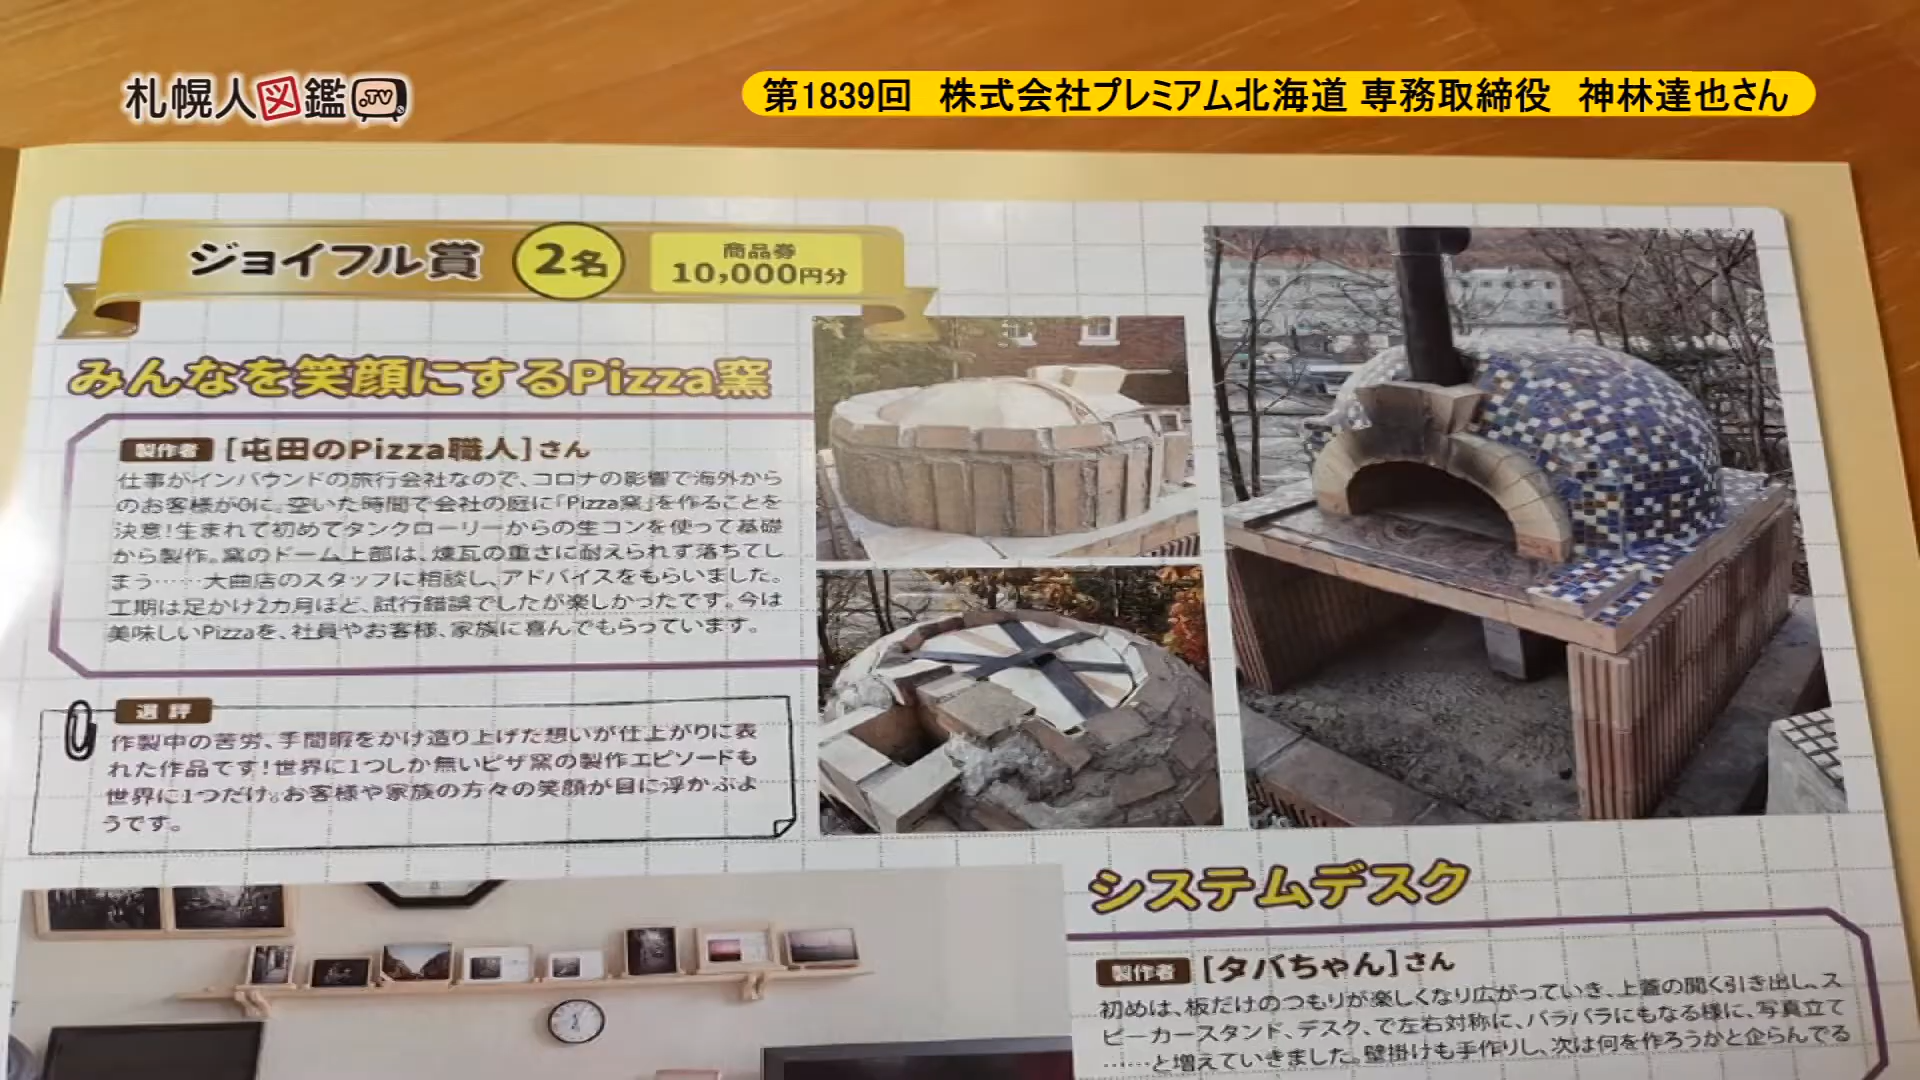 札幌人図鑑.TV
第1839回 株式会社プレミアム北海道 専務取締役 神林達也さん
ジョイフル賞 2名 商品券 10,000円分
みんなを笑顔にするPizza窯
製作者 [屯田のPizza職人]さん
仕事がインバウンドの旅行会社なので、コロナの影響で海外から
のお客様が0に。空いた時間で会社の庭に「Pizza窯」を作ることを
決意!生まれて初めてタンクローリーからの生コンを使って基礎
から製作。窯のドーム上部は、煉瓦の重さに耐えられず落ちてし
まう……大曲店のスタッフに相談し、アドバイスをもらいました。
工期は足かけ2カ月ほど、試行錯誤でしたが楽しかったです。今は
美味しいPizzaを、社員やお客様、家族に喜んでもらっています。
選評
作製中の苦労、手間暇をかけ造り上げた想いが仕上がりに表
れた作品です!世界に1つしか無いピザ窯の製作エピソードも
世界に1つだけ。お客様や家族の方々の笑顔が目に浮かぶよ
うです。
システムデスク
製作者 [タバちゃん]さん
初めは、板だけのつもりが楽しくなり広がっていき、上蓋の開く引き出し、ス
ピーカースタンド、デスク、で左右対称に、バラバラにもなる様に、写真立て
……と増えていきました。壁掛けも手作りし、次は何を作ろうかと企らんでる